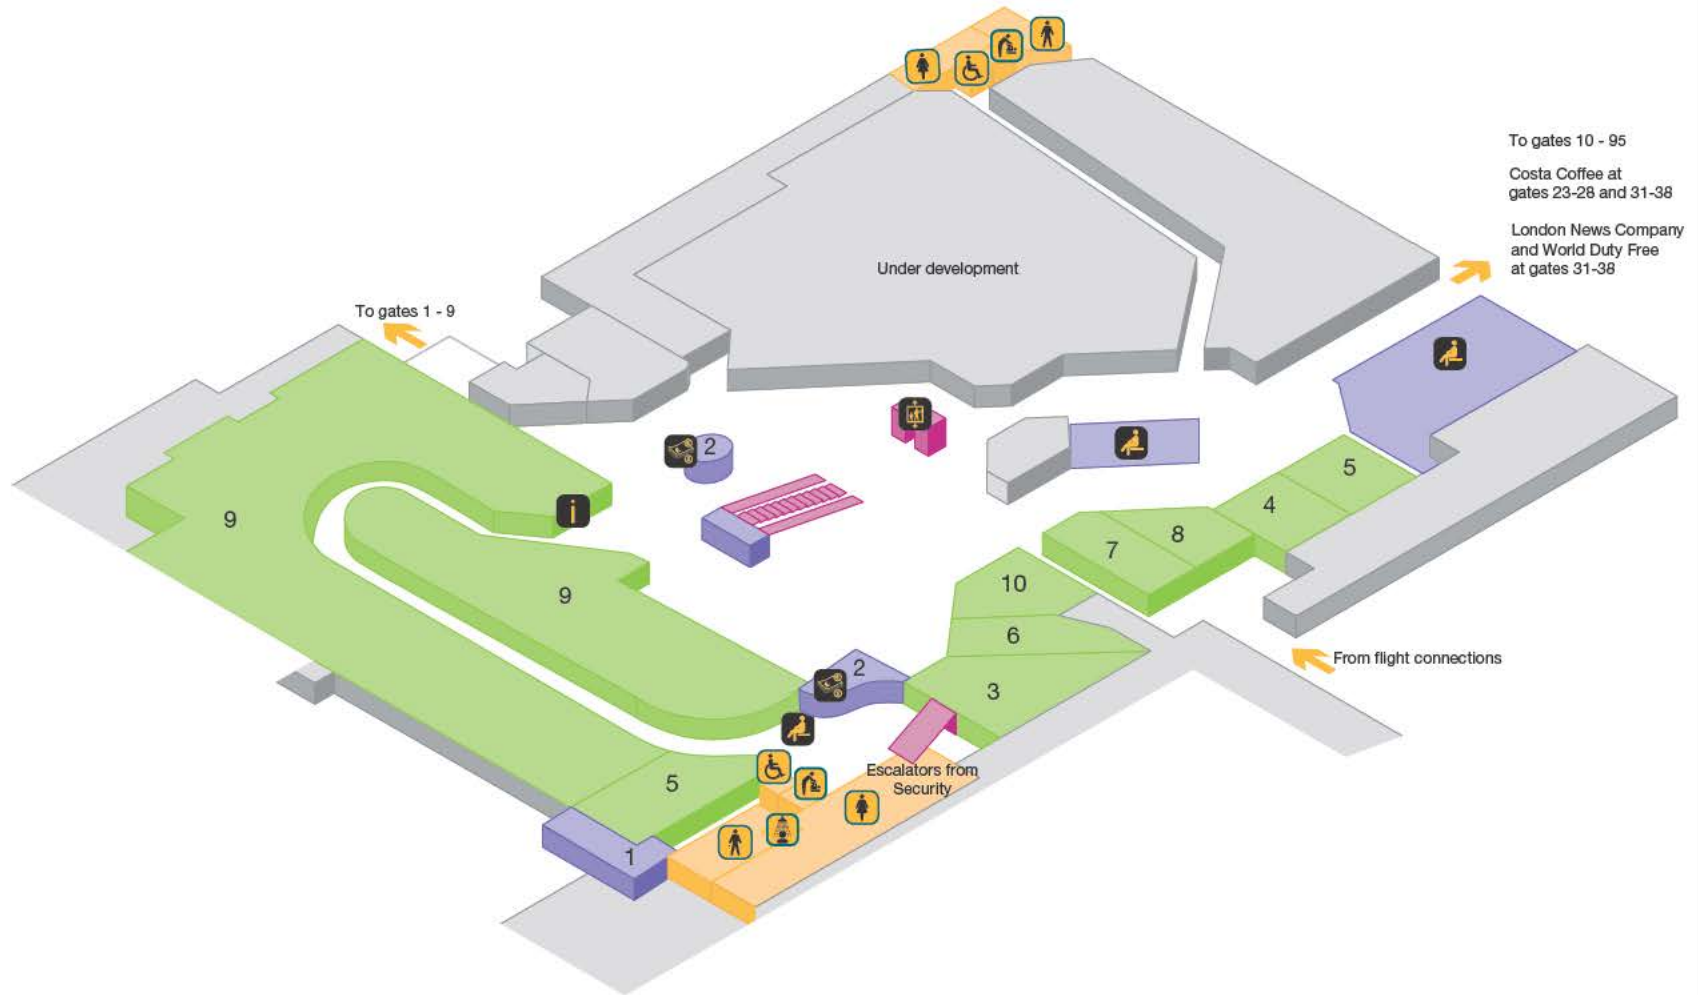 To gates 10 - 95
Costa Coffee at
gates 23-28 and 31-38
London News Company
and World Duty Free
at gates 31-38
Under development
To gates 1 - 9
2
i
9
9
5
4
8
7
10
6
3
From flight connections
2
5
Escalators from
Security
1